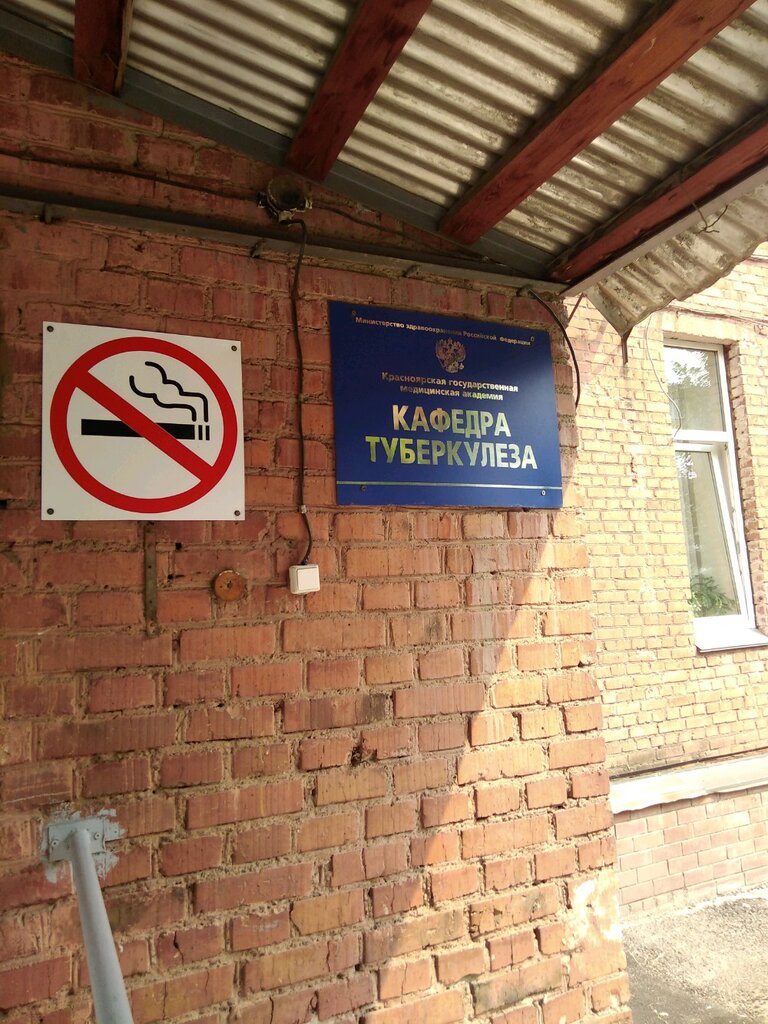 Министерство здравоохранения Российской Федерации
Красноярская государственная
медицинская академия
КАФЕДРА
ТУБЕРКУЛЕЗА